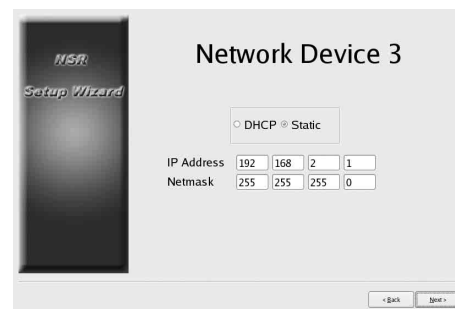 NSR
Setup Wizard
Network Device 3
DHCP Static
IP Address 192 168 2 1
Netmask 255 255 255 0
< Back Next >